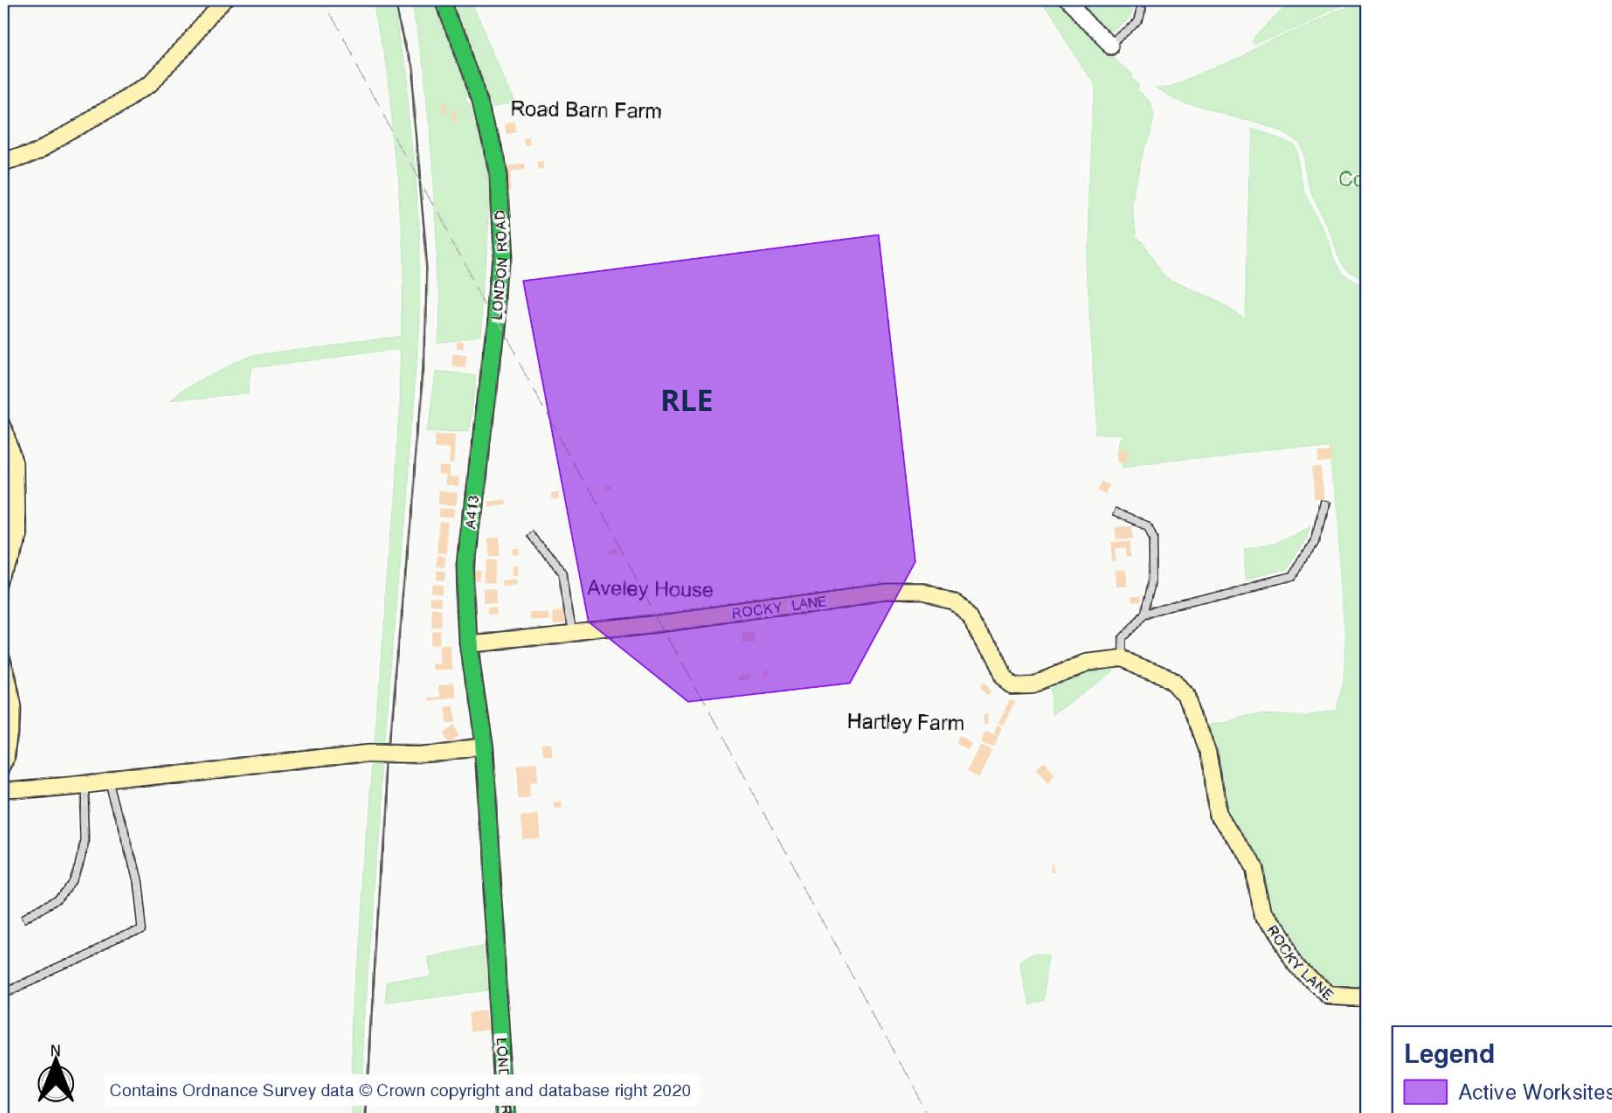 Road Barn Farm
Co
LONDON ROAD
RLE
A413
Aveley House
ROCKY LANE
Hartley Farm
ROCKY LANE
N
Contains Ordnance Survey data © Crown copyright and database right 2020
Legend
Active Worksites